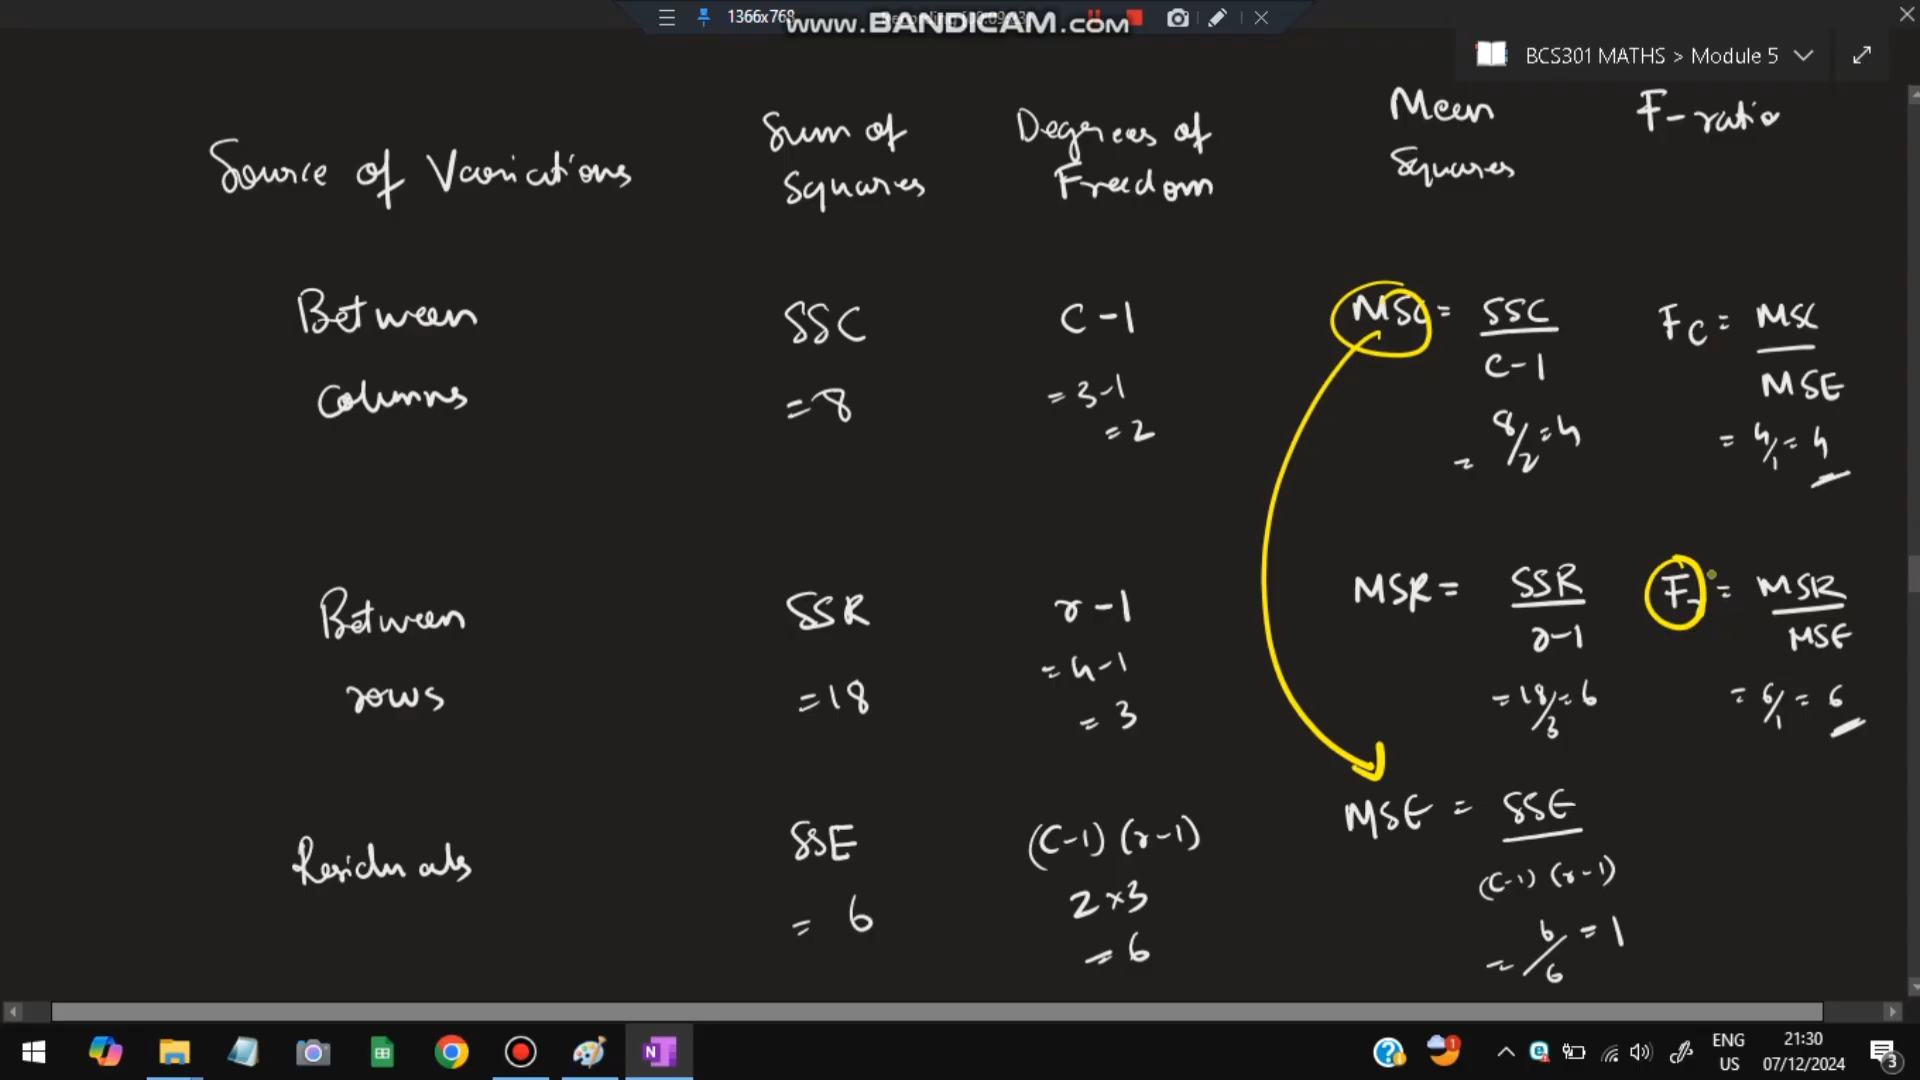 1366x768
www.BANDICAM.com
BCS301 MATHS > Module 5
Source of Variations
Sum of
Squares
Degrees of
Freedom
Mean
Squares
F-ratio
Between
columns
SSC
=8
C-1
=3-1
=2
MSC = SSC
C-1
= 8/2=4
FC = MSC
MSE
= 4/1=4
Between
rows
SSR
=18
r-1
=4-1
=3
MSR = SSR
r-1
=18/3=6
F = MSR
MSE
= 6/1=6
Residuals
SSE
= 6
(C-1) (r-1)
2×3
=6
MSE = SSE
(C-1) (r-1)
= 6/6 = 1
ENG
US
21:30
07/12/2024
3